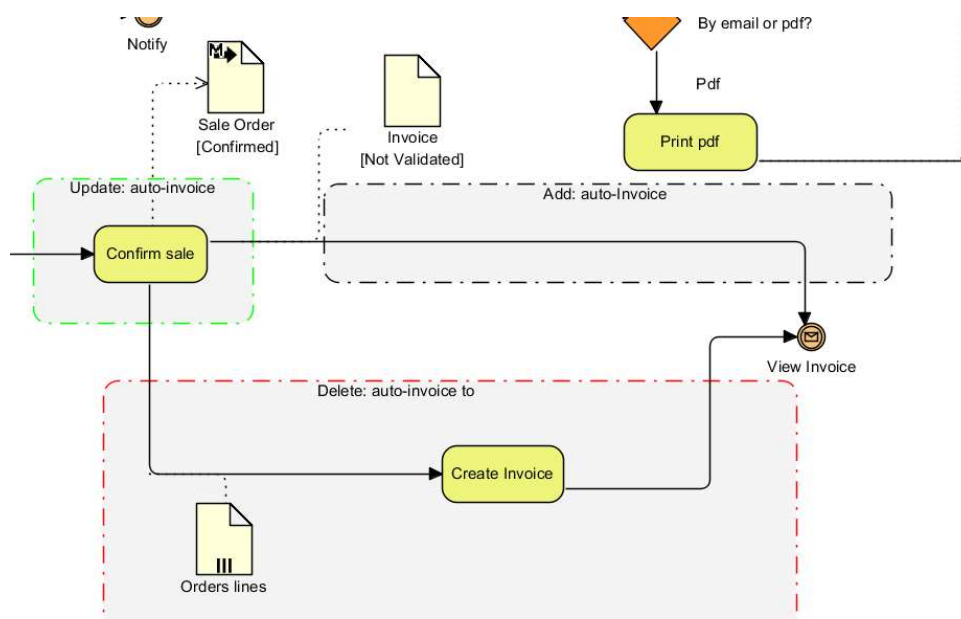 By email or pdf?
Notify
Pdf
M
Sale Order
[Confirmed]
Invoice
[Not Validated]
Print pdf
Update: auto-invoice
Add: auto-Invoice
Confirm sale
View Invoice
Delete: auto-invoice to
Create Invoice
Orders lines